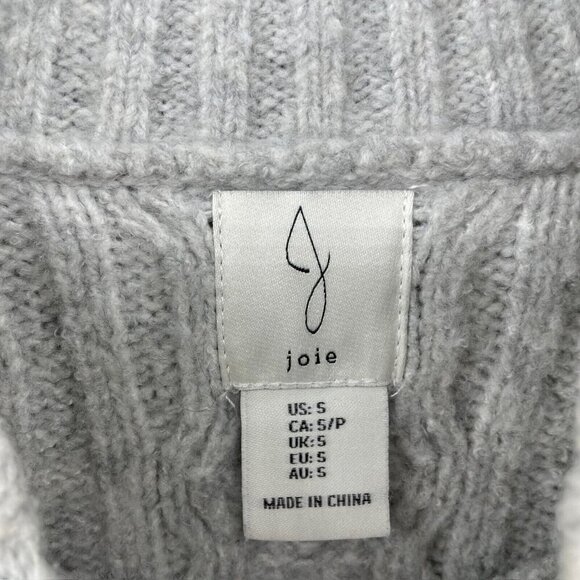 J
joie
US: S
CA: S/P
UK: S
EU: S
AU: S
MADE IN CHINA